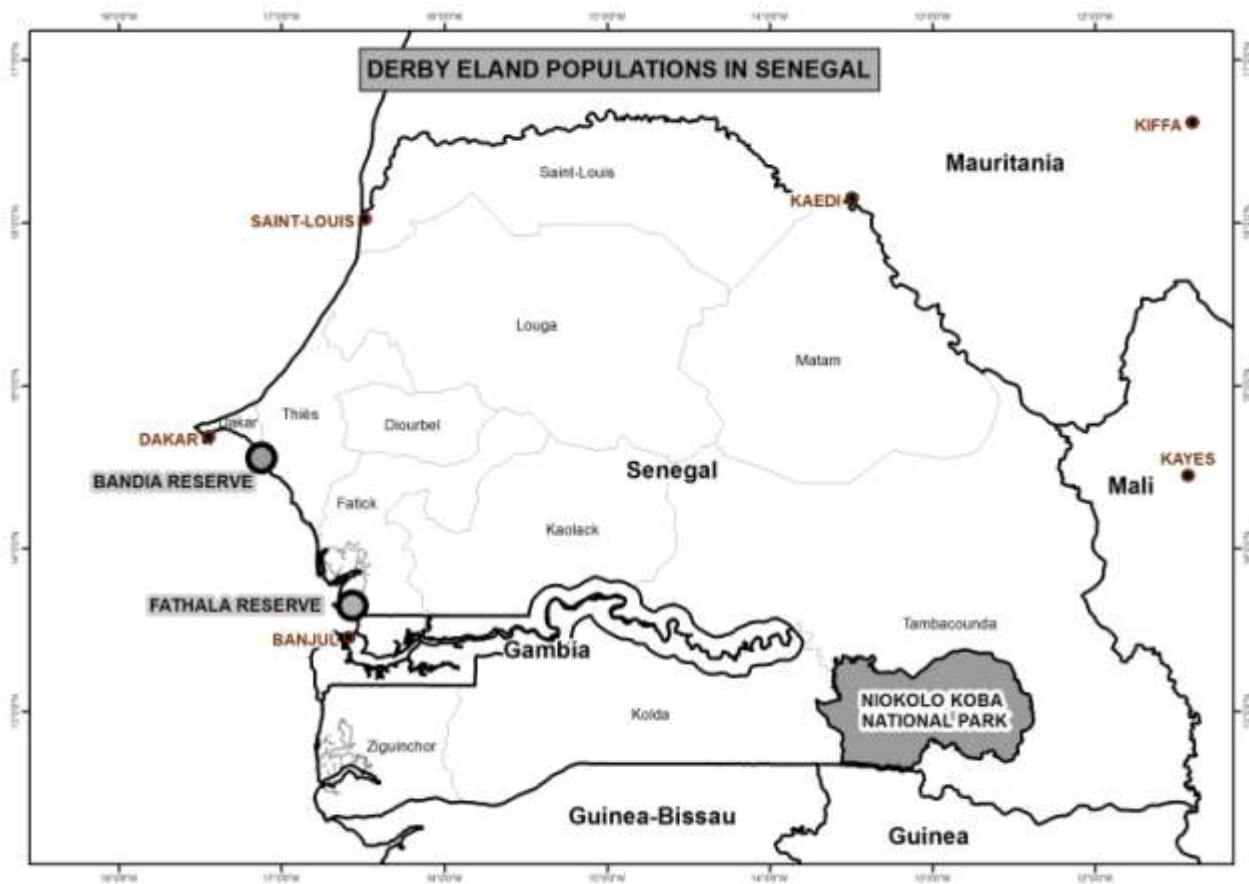 DERBY ELAND POPULATIONS IN SENEGAL
KIFFA
Mauritania
Saint-Louis
KAEDI
SAINT-LOUIS
Louga
Matam
Thiès
Dakar
Diourbel
DAKAR
KAYES
Senegal
BANDIA RESERVE
Mali
Fatick
Kaolack
FATHALA RESERVE
Tambacounda
BANJUL
Gambia
NIOKOLO KOBA
NATIONAL PARK
Kolda
Ziguinchor
Guinea-Bissau
Guinea